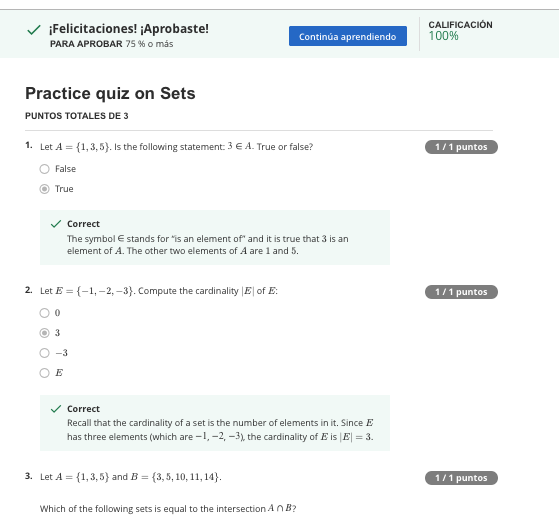 ¡Felicitaciones! ¡Aprobaste!
PARA APROBAR 75 % o más
Continúa aprendiendo
CALIFICACIÓN
100%
Practice quiz on Sets
PUNTOS TOTALES DE 3
1. Let A = {1, 3, 5}. Is the following statement: 3 ∈ A. True or false?
1 / 1 puntos
False
True
Correct
The symbol ∈ stands for “is an element of” and it is true that 3 is an
element of A. The other two elements of A are 1 and 5.
2. Let E = {−1, −2, −3}. Compute the cardinality |E| of E:
1 / 1 puntos
0
3
−3
E
Correct
Recall that the cardinality of a set is the number of elements in it. Since E
has three elements (which are −1, −2, −3), the cardinality of E is |E| = 3.
3. Let A = {1, 3, 5} and B = {3, 5, 10, 11, 14}.
1 / 1 puntos
Which of the following sets is equal to the intersection A ∩ B?